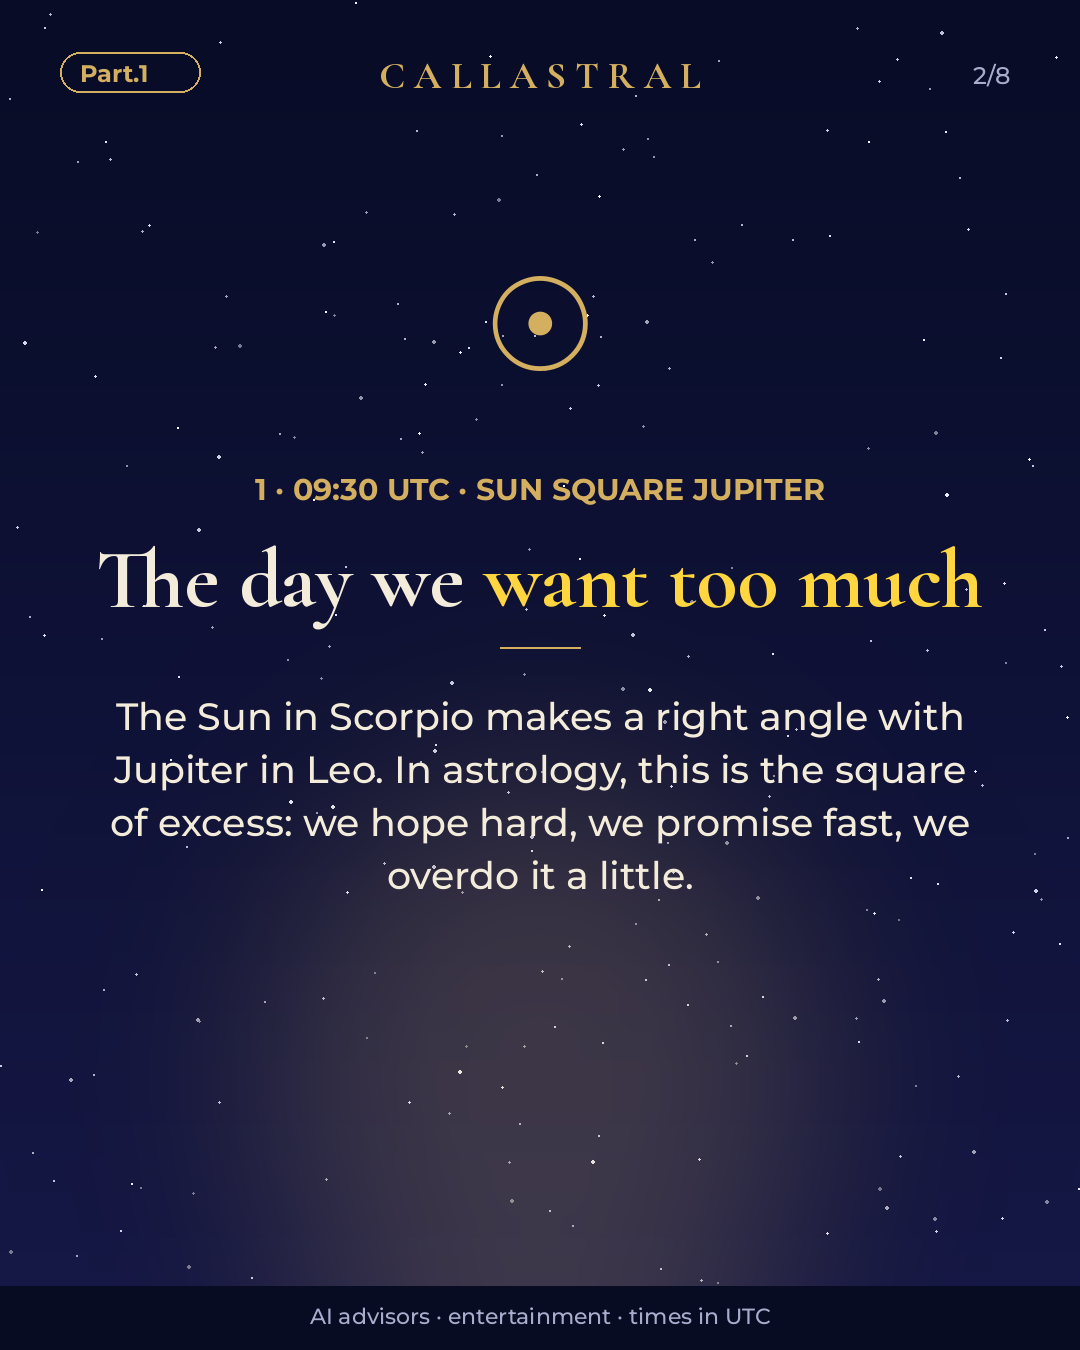 Part.1
CALLASTRAL
2/8
1 · 09:30 UTC · SUN SQUARE JUPITER
The day we want too much
The Sun in Scorpio makes a right angle with
Jupiter in Leo. In astrology, this is the square
of excess: we hope hard, we promise fast, we
overdo it a little.
AI advisors · entertainment · times in UTC